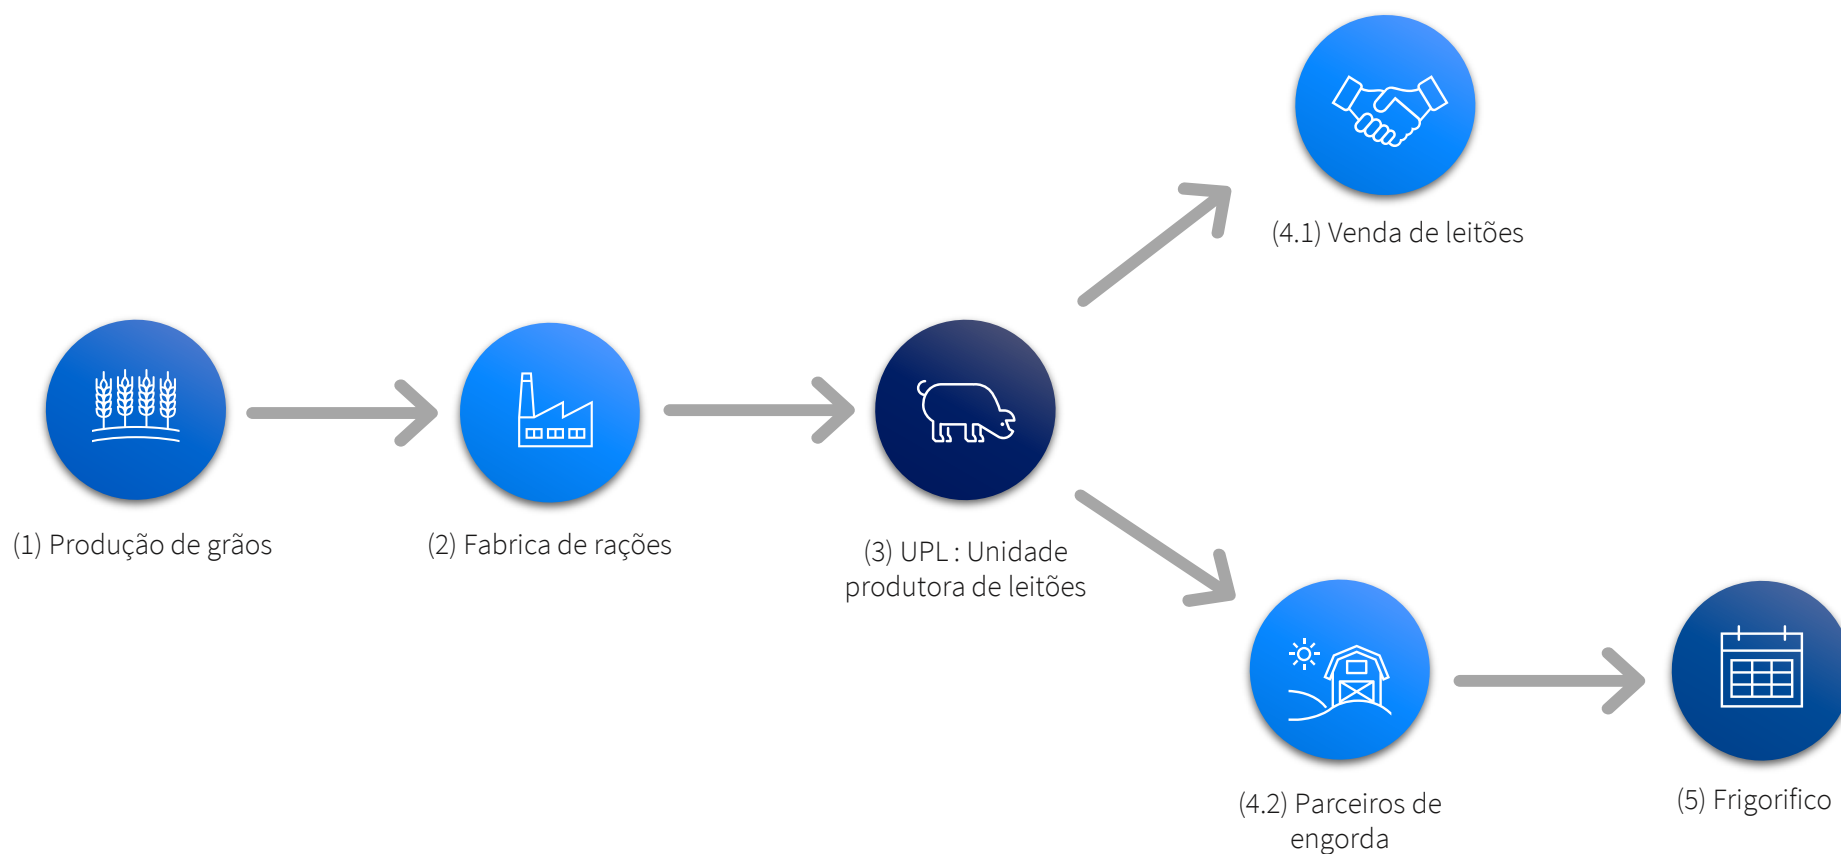 (4.1) Venda de leitões
(1) Produção de grãos
(2) Fabrica de rações
(3) UPL : Unidade
produtora de leitões
(4.2) Parceiros de
engorda
(5) Frigorifico